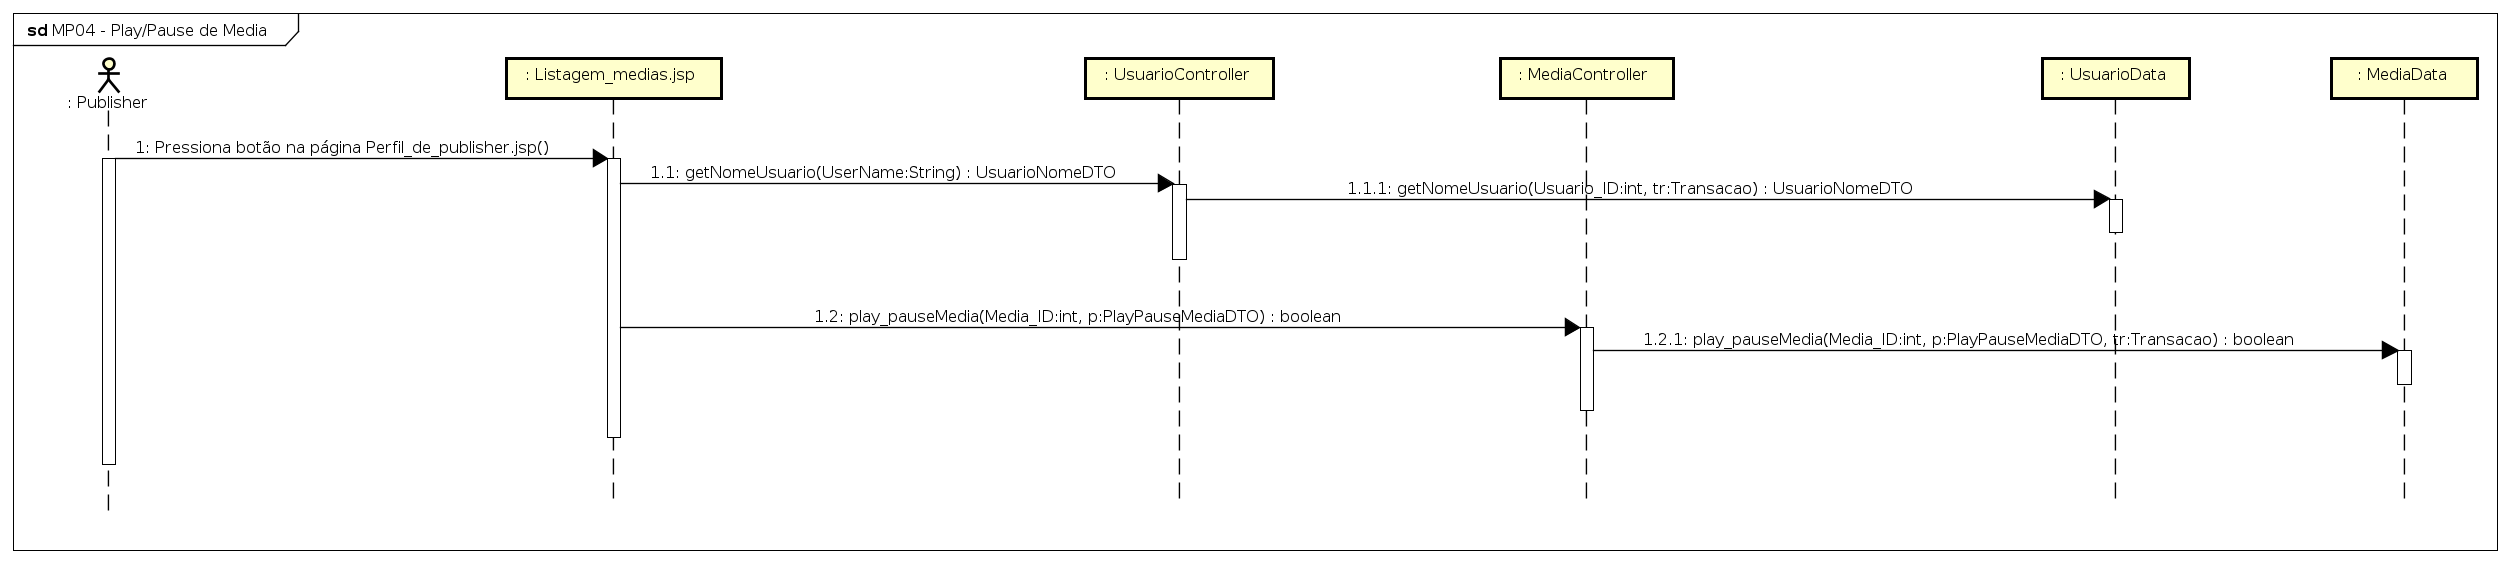 sd MP04 - Play/Pause de Media
: Publisher
: Listagem_medias.jsp
: UsuarioController
: MediaController
: UsuarioData
: MediaData
1: Pressiona botão na página Perfil_de_publisher.jsp()
1.1: getNomeUsuario(UserName:String) : UsuarioNomeDTO
1.1.1: getNomeUsuario(Usuario_ID:int, tr:Transacao) : UsuarioNomeDTO
1.2: play_pauseMedia(Media_ID:int, p:PlayPauseMediaDTO) : boolean
1.2.1: play_pauseMedia(Media_ID:int, p:PlayPauseMediaDTO, tr:Transacao) : boolean